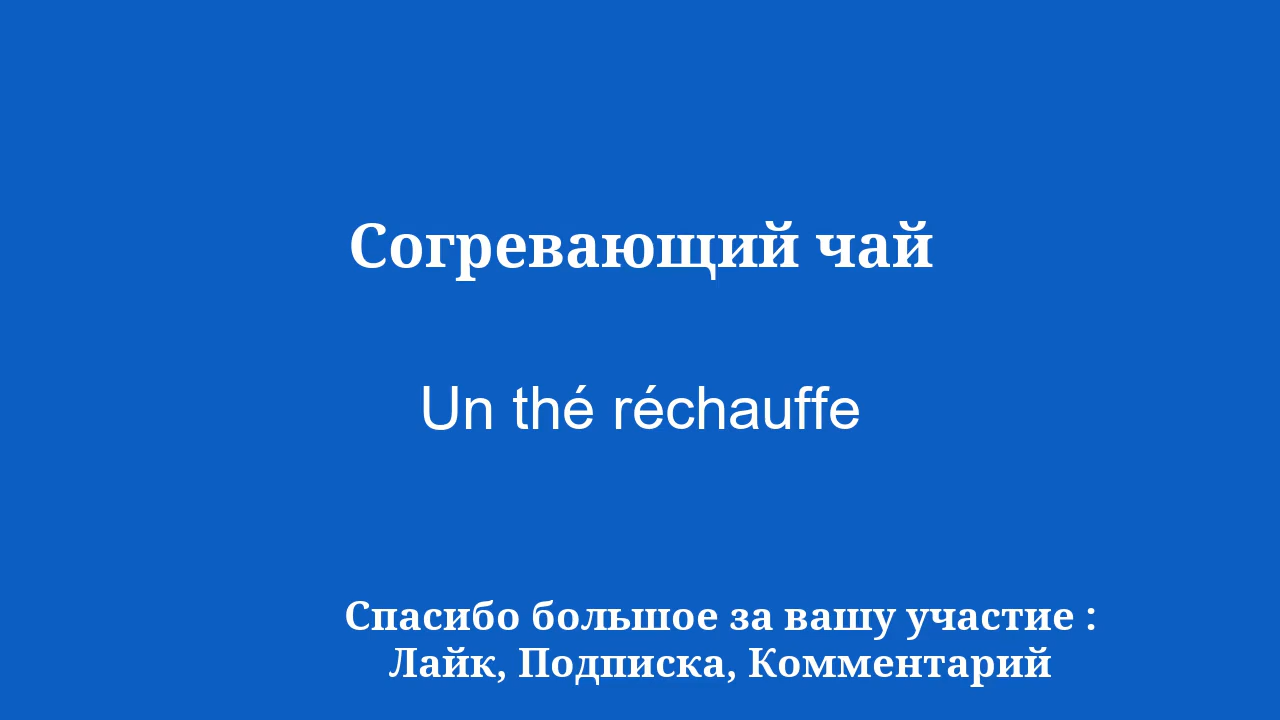 Согревающий чай
Un thé réchauffe
Спасибо большое за вашу участие :
Лайк, Подписка, Комментарий